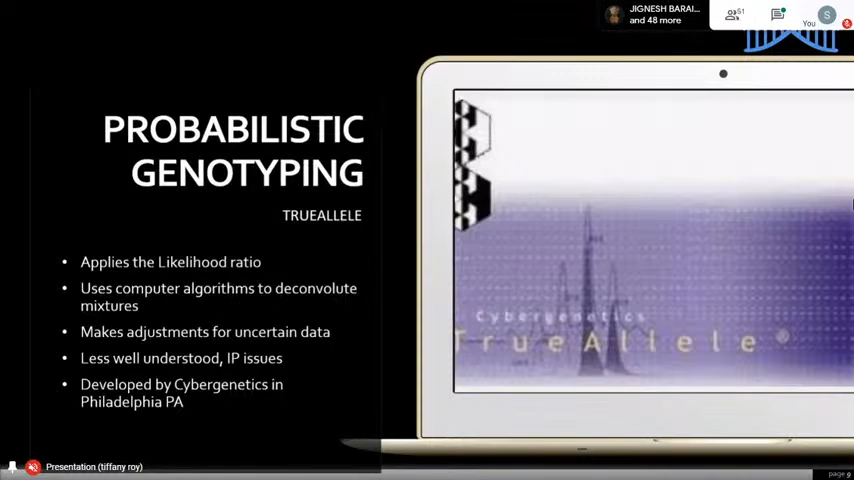 JIGNESH BARAI...
and 48 more
51
You
S
PROBABILISTIC
GENOTYPING
TRUEALLELE
• Applies the Likelihood ratio
• Uses computer algorithms to deconvolute
mixtures
• Makes adjustments for uncertain data
• Less well understood, IP issues
• Developed by Cybergenetics in
Philadelphia PA
Cybergenetics
TrueAllele®
Presentation (tiffany roy)
page 9